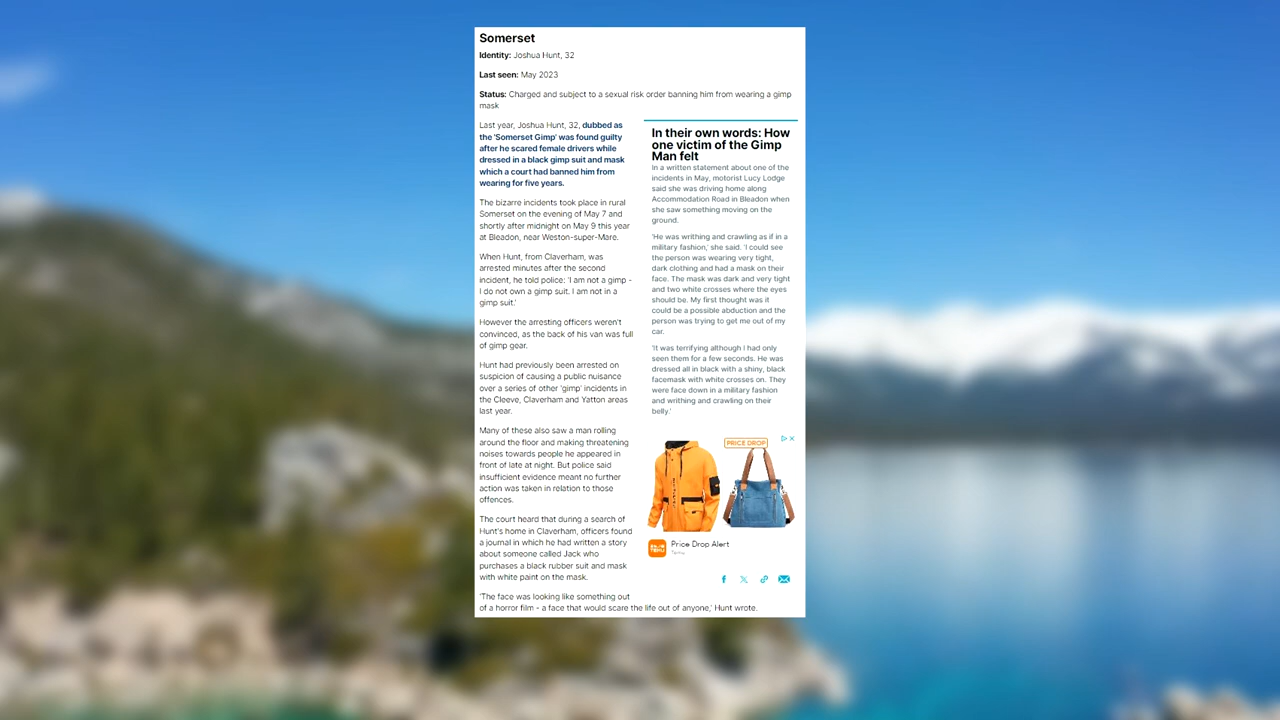 Somerset
Identity: Joshua Hunt, 32
Last seen: May 2023
Status: Charged and subject to a sexual risk order banning him from wearing a gimp
mask
Last year, Joshua Hunt, 32, dubbed as
the 'Somerset Gimp' was found guilty
after he scared female drivers while
dressed in a black gimp suit and mask
which a court had banned him from
wearing for five years.
The bizarre incidents took place in rural
Somerset on the evening of May 7 and
shortly after midnight on May 9 this year
at Bleadon, near Weston-super-Mare.
When Hunt, from Claverham, was
arrested minutes after the second
incident, he told police: 'I am not a gimp -
I do not own a gimp suit. I am not in a
gimp suit.'
However the arresting officers weren't
convinced, as the back of his van was full
of gimp gear.
Hunt had previously been arrested on
suspicion of causing a public nuisance
over a series of other 'gimp' incidents in
the Cleeve, Claverham and Yatton areas
last year.
Many of these also saw a man rolling
around the floor and making threatening
noises towards people he appeared in
front of late at night. But police said
insufficient evidence meant no further
action was taken in relation to those
offences.
The court heard that during a search of
Hunt's home in Claverham, officers found
a journal in which he had written a story
about someone called Jack who
purchases a black rubber suit and mask
with white paint on the mask.
'The face was looking like something out
of a horror film - a face that would scare the life out of anyone,' Hunt wrote.
In their own words: How
one victim of the Gimp
Man felt
In a written statement about one of the
incidents in May, motorist Lucy Lodge
said she was driving home along
Accommodation Road in Bleadon when
she saw something moving on the
ground.
'He was writhing and crawling as if in a
military fashion,' she said. 'I could see
the person was wearing very tight,
dark clothing and had a mask on their
face. The mask was dark and very tight
and two white crosses where the eyes
should be. My first thought was it
could be a possible abduction and the
person was trying to get me out of my
car.
'It was terrifying although I had only
seen them for a few seconds. He was
dressed all in black with a shiny, black
facemask with white crosses on. They
were face down in a military fashion
and writhing and crawling on their
belly.'
PRICE DROP
TEMU
Price Drop Alert
Temu